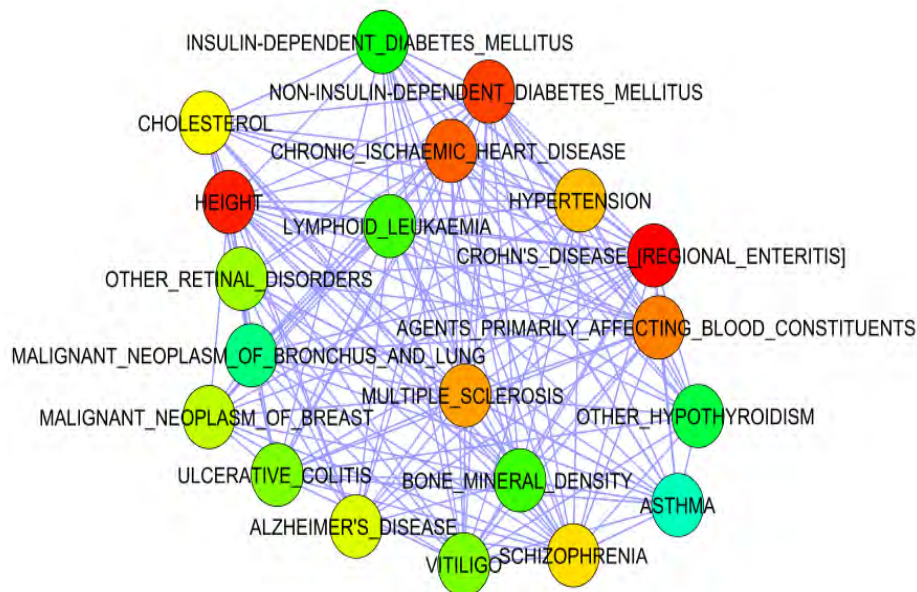 INSULIN-DEPENDENT_DIABETES_MELLITUS
NON-INSULIN-DEPENDENT_DIABETES_MELLITUS
CHOLESTEROL
CHRONIC_ISCHAEMIC_HEART_DISEASE
HEIGHT
HYPERTENSION
LYMPHOID_LEUKAEMIA
CROHN'S_DISEASE_[REGIONAL_ENTERITIS]
OTHER_RETINAL_DISORDERS
AGENTS_PRIMARILY_AFFECTING_BLOOD_CONSTITUENTS
MALIGNANT_NEOPLASM_OF_BRONCHUS_AND_LUNG
MULTIPLE_SCLEROSIS
MALIGNANT_NEOPLASM_OF_BREAST
OTHER_HYPOTHYROIDISM
ULCERATIVE_COLITIS
BONE_MINERAL_DENSITY
ASTHMA
ALZHEIMER'S_DISEASE
SCHIZOPHRENIA
VITILIGO